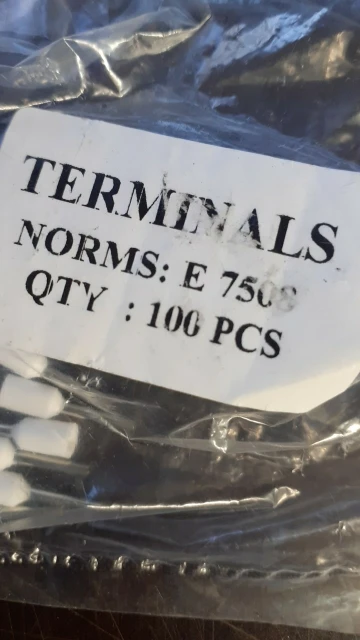 TERMINALS
NORMS: E 7508
QTY : 100 PCS